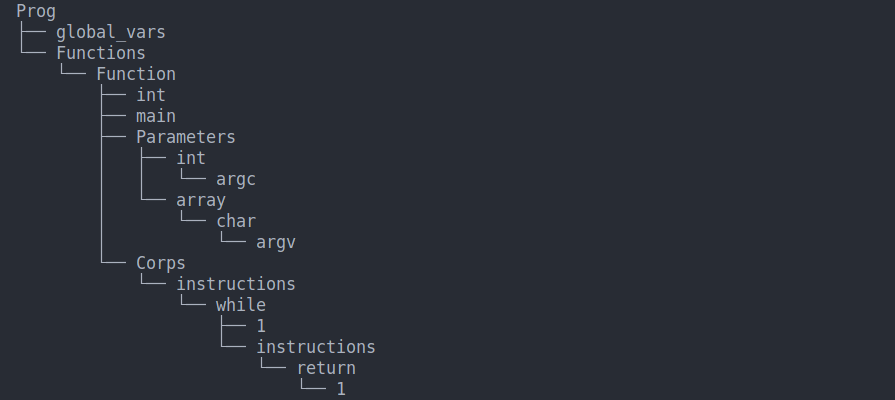 Prog
├── global_vars
└── Functions
    └── Function
        ├── int
        ├── main
        ├── Parameters
        │   ├── int
        │   │   └── argc
        │   └── array
        │       └── char
        │           └── argv
        └── Corps
            └── instructions
                └── while
                    ├── 1
                    └── instructions
                        └── return
                            └── 1